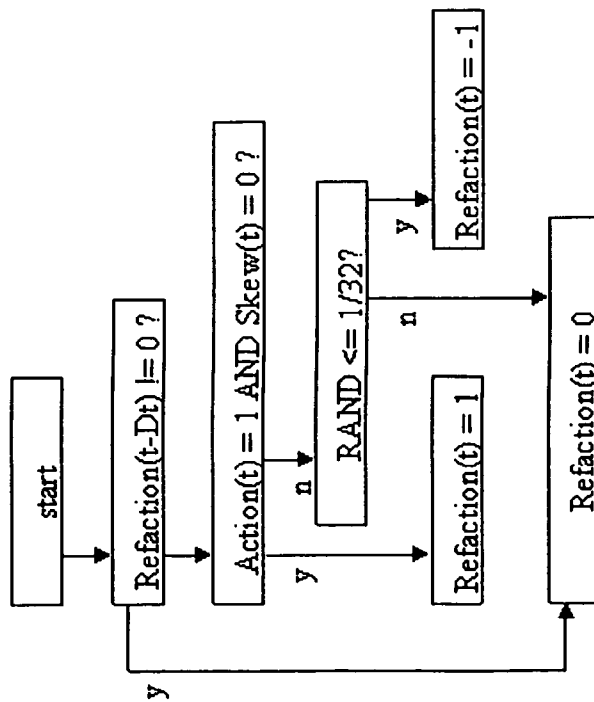 start
Refaction(t-Dt) != 0 ?
y
Action(t) = 1 AND Skew(t) = 0 ?
n
y
RAND <= 1/32?
y
n
Refaction(t) = 1
Refaction(t) = -1
Refaction(t) = 0